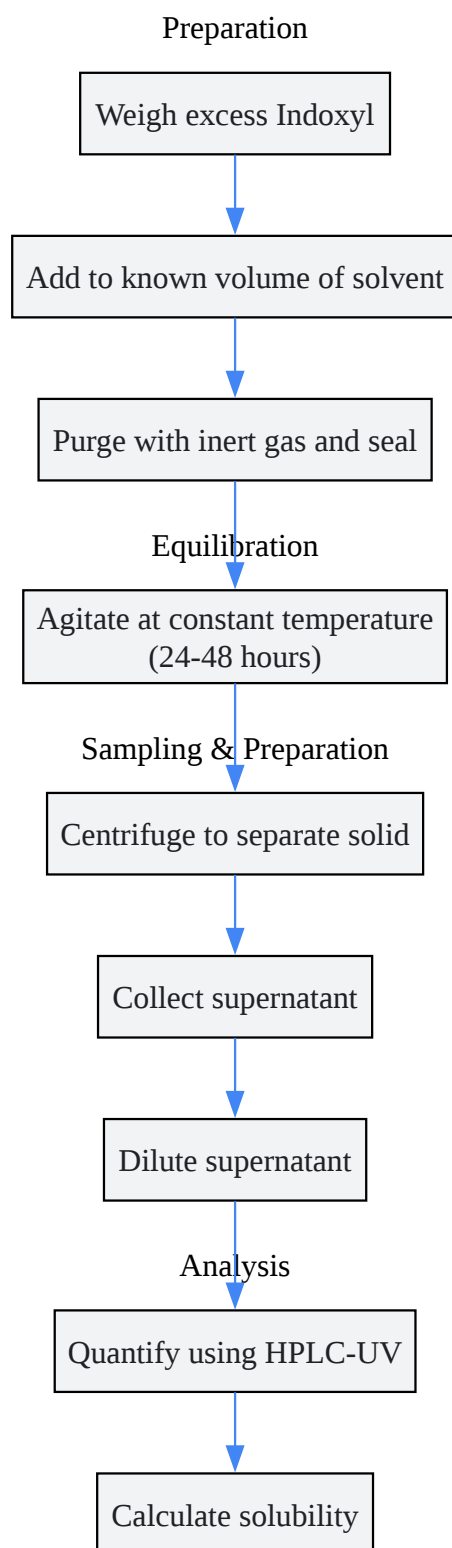 Preparation
Weigh excess Indoxyl
Add to known volume of solvent
Purge with inert gas and seal
Equilibration
Agitate at constant temperature
(24-48 hours)
Sampling & Preparation
Centrifuge to separate solid
Collect supernatant
Dilute supernatant
Analysis
Quantify using HPLC-UV
Calculate solubility